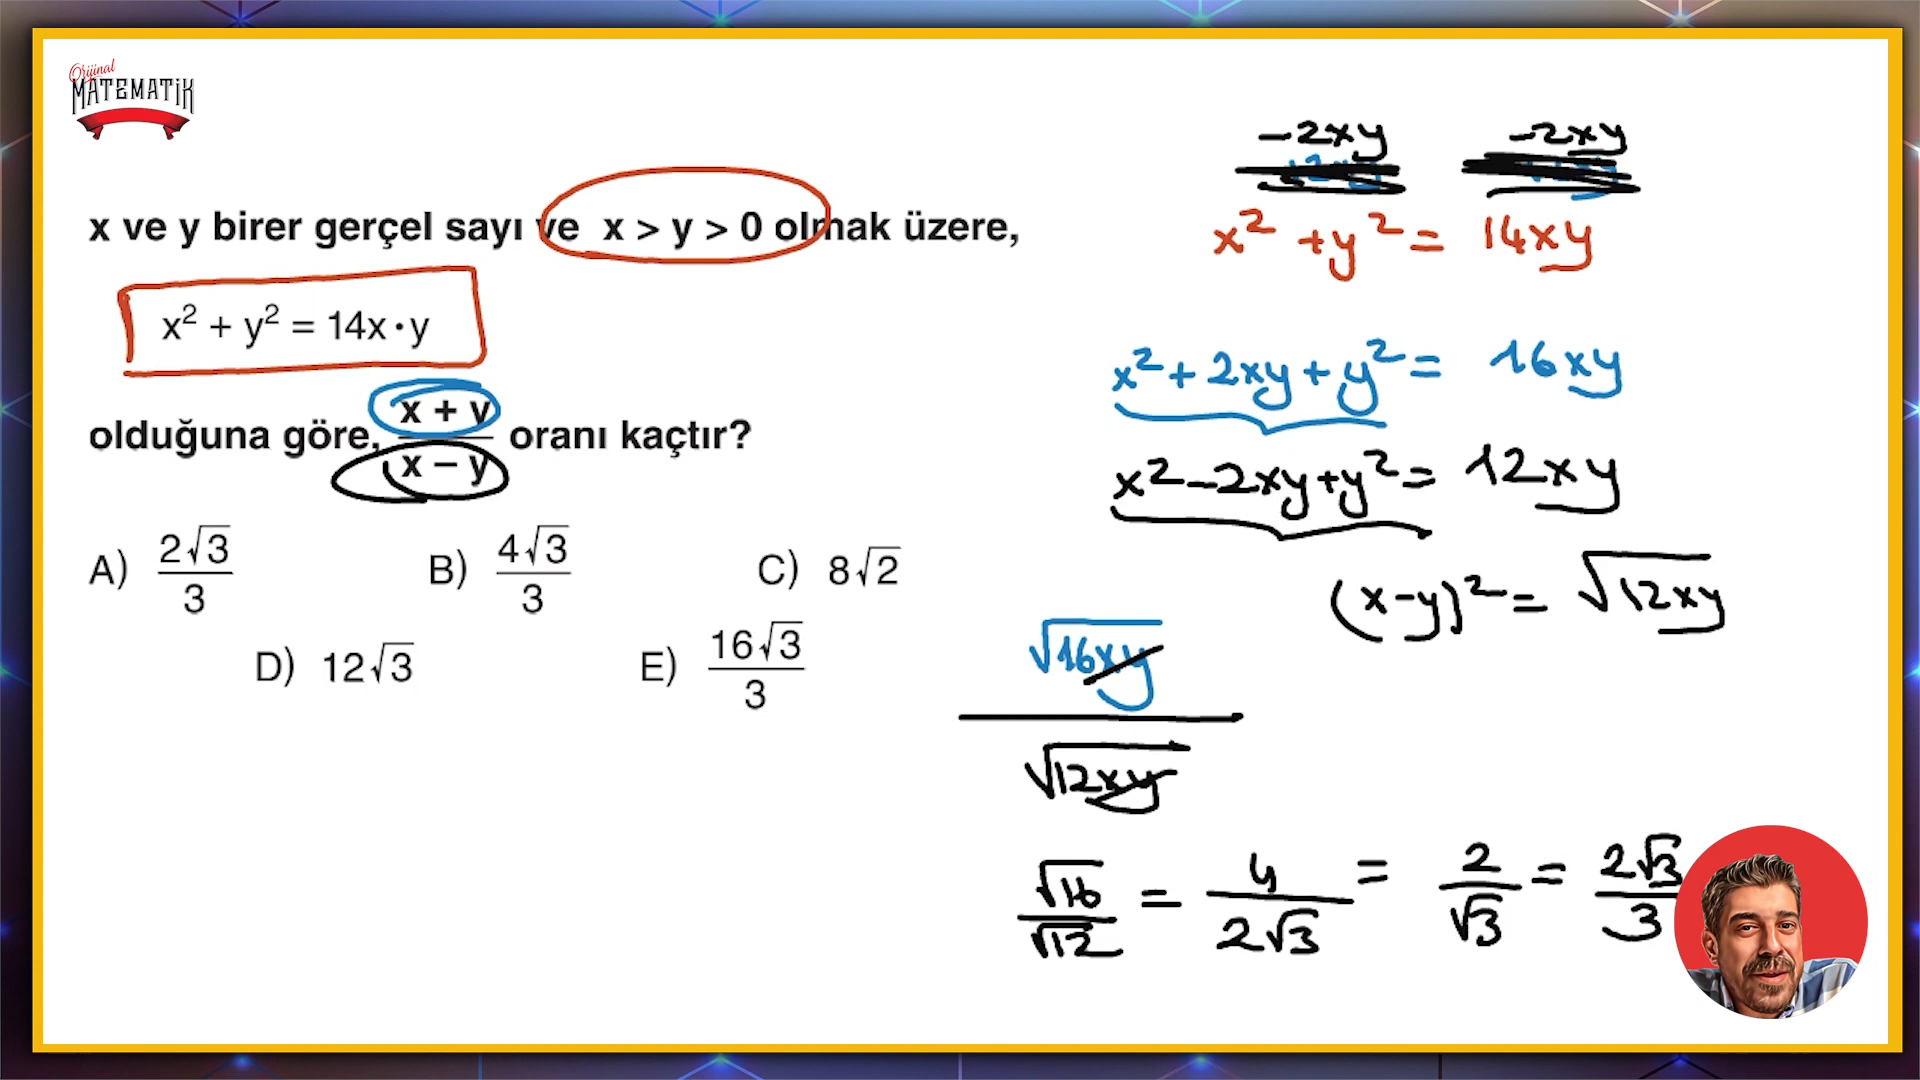 Orijinal
MATEMATİK
x ve y birer gerçel sayı ve x > y > 0 olmak üzere,
x² + y² = 14x·y
olduğuna göre, (x + y)/(x − y) oranı kaçtır?
A) 2√3/3 B) 4√3/3 C) 8√2
D) 12√3 E) 16√3/3
-2xy -2xy
x² + y² = 14xy
x² + 2xy + y² = 16xy
x² - 2xy + y² = 12xy
(x-y)² = √12xy
√16xy
√12xy
√16/√12 = 4/2√3 = 2/√3 = 2√3/3